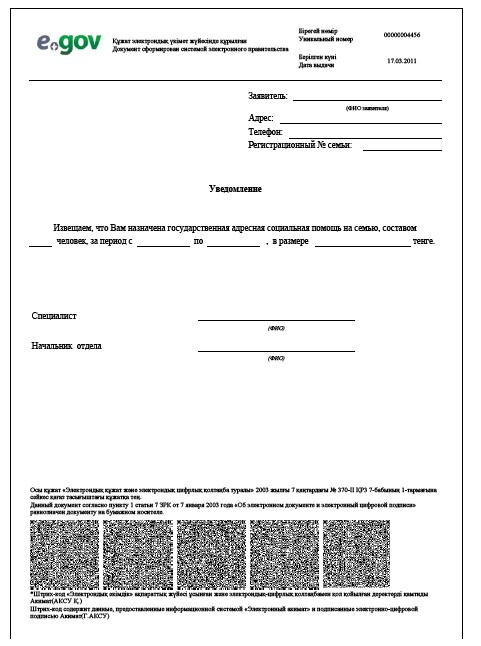 e.gov
Құжат электрондық үкімет жүйесінде құрылған
Документ сформирован системой электронного правительства
Бірегей немір
Уникальный номер
00000004456
Берілген күні
Дата выдачи
17.03.2011
Заявитель:
(ФИО заявителя)
Адрес:
Телефон:
Регистрационный № семьи:
Уведомление
Извещаем, что Вам назначена государственная адресная социальная помощь на семью, составом
человек, за период с по , в размере тенге.
Специалист
(ФИО)
Начальник отдела
(ФИО)
Осы құжат «Электрондық құжат және электрондық цифрлық қолтаңба туралы» 2003 жылғы 7 қаңтардағы № 370-II ҚРЗ 7-бабының 1-тармағына
сәйкес қағаз тасығыштағы құжатқа тең.
Данный документ согласно пункту 1 статьи 7 ЗРК от 7 января 2003 года «Об электронном документе и электронной цифровой подписи»
равнозначен документу на бумажном носителе.
*Штрих-код «Электрондық әкімдік» ақпараттық жүйесі ұсынған және электрондық-цифрлық қолтаңбамен қол қойылған деректерді қамтиды
Акимат(АКСУ Қ.)
Штрих-код содержит данные, предоставленные информационной системой «Электронный акимат» и подписанные электронно-цифровой
подписью Акимат(Г.АКСУ)